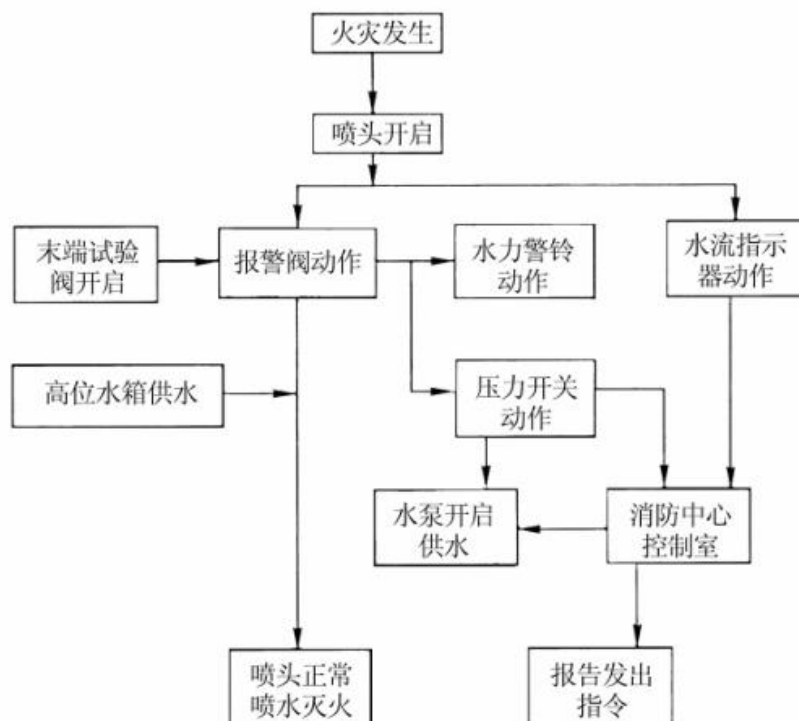 火灾发生
喷头开启
末端试验
阀开启
报警阀动作
水力警铃
动作
水流指示
器动作
高位水箱供水
压力开关
动作
水泵开启
供水
消防中心
控制室
喷头正常
喷水灭火
报告发出
指令